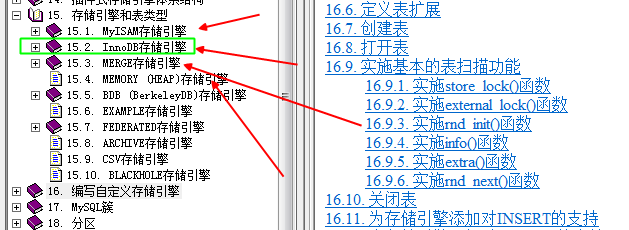 14. 插件式存储引擎体系结构
15. 存储引擎和表类型
15.1. MyISAM存储引擎
15.2. InnoDB存储引擎
15.3. MERGE存储引擎
15.4. MEMORY (HEAP)存储引擎
15.5. BDB (BerkeleyDB)存储引擎
15.6. EXAMPLE存储引擎
15.7. FEDERATED存储引擎
15.8. ARCHIVE存储引擎
15.9. CSV存储引擎
15.10. BLACKHOLE存储引擎
16. 编写自定义存储引擎
17. MySQL簇
18. 分区
16.6. 定义表扩展
16.7. 创建表
16.8. 打开表
16.9. 实施基本的表扫描功能
16.9.1. 实施store_lock()函数
16.9.2. 实施external_lock()函数
16.9.3. 实施rnd_init()函数
16.9.4. 实施info()函数
16.9.5. 实施extra()函数
16.9.6. 实施rnd_next()函数
16.10. 关闭表
16.11. 为存储引擎添加对INSERT的支持